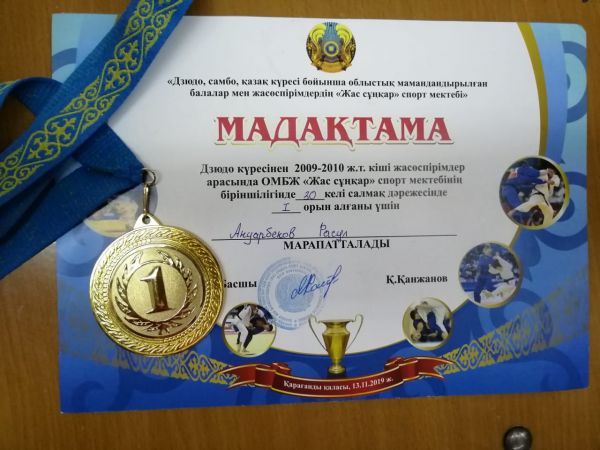 «Дзюдо, самбо, қазақ күресі бойынша облыстық мамандандырылған
балалар мен жасөспірімдердің «Жас сұңқар» спорт мектебі»
МАДАҚТАМА
Дзюдо күресінен 2009-2010 ж.т. кіші жасөспірімдер
арасында ОМБЖ «Жас сұңқар» спорт мектебінің
біріншілігінде 30 келі салмақ дәрежесінде
I орын алғаны үшін
Ануарбеков Расул
МАРАПАТТАЛАДЫ
Басшы Қ.Қанжанов
Қарағанды қаласы, 13.11.2019 ж.
1